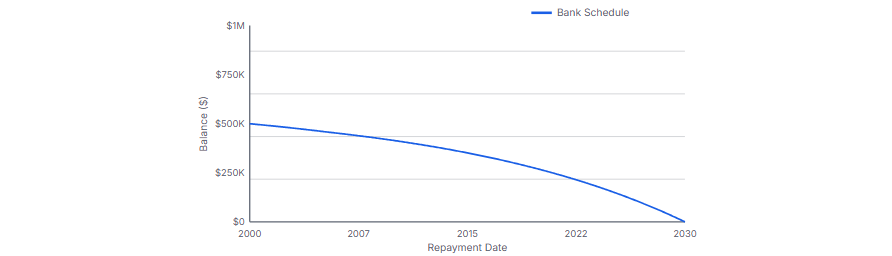 Bank Schedule
$1M
$750K
$500K
$250K
$0
Balance ($)
2000 2007 2015 2022 2030
Repayment Date